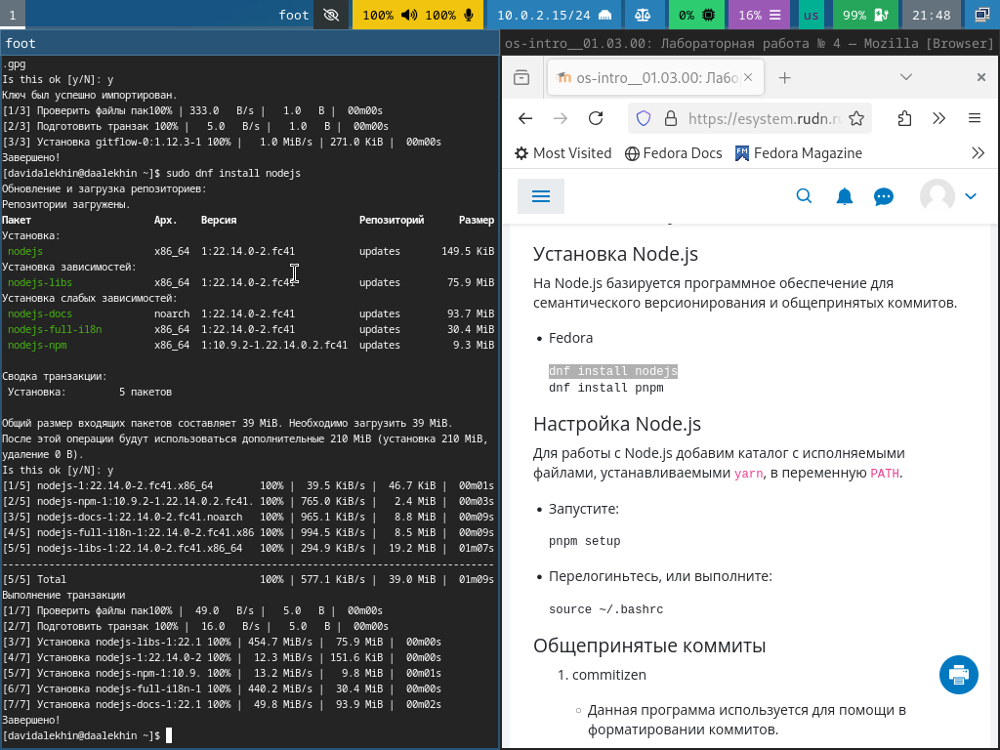 1
foot
100%
100%
10.0.2.15/24
0%
16%
us
99%
21:48
foot
.gpg
Is this ok [y/N]: y
Ключ был успешно импортирован.
[1/3] Проверить файлы пак100% | 333.0   B/s |   1.0   B |  00m00s
[2/3] Подготовить транзак 100% |   5.0   B/s |   1.0   B |  00m00s
[3/3] Установка gitflow-0:1.12.3-1 100% |   1.0 MiB/s | 271.0 KiB |  00m00s
Завершено!
[davidalekhin@daalekhin ~]$ sudo dnf install nodejs
Обновление и загрузка репозиториев:
Репозитории загружены.
Пакет Арх. Версия Репозиторий Размер
Установка:
nodejs x86_64 1:22.14.0-2.fc41 updates 149.5 KiB
Установка зависимостей:
nodejs-libs x86_64 1:22.14.0-2.fc41 updates 75.9 MiB
Установка слабых зависимостей:
nodejs-docs noarch 1:22.14.0-2.fc41 updates 93.7 MiB
nodejs-full-i18n x86_64 1:22.14.0-2.fc41 updates 30.4 MiB
nodejs-npm x86_64 1:10.9.2-1.22.14.0.2.fc41 updates 9.3 MiB
Сводка транзакции:
Установка: 5 пакетов
Общий размер входящих пакетов составляет 39 MiB. Необходимо загрузить 39 MiB.
После этой операции будут использоваться дополнительные 210 MiB (установка 210 MiB,
удаление 0 B).
Is this ok [y/N]: y
[1/5] nodejs-1:22.14.0-2.fc41.x86_64 100% |  39.5 KiB/s |  46.7 KiB |  00m01s
[2/5] nodejs-npm-1:10.9.2-1.22.14.0.2.fc41. 100% | 765.0 KiB/s |   2.4 MiB |  00m03s
[3/5] nodejs-docs-1:22.14.0-2.fc41.noarch 100% | 965.1 KiB/s |   8.8 MiB |  00m09s
[4/5] nodejs-full-i18n-1:22.14.0-2.fc41.x86 100% | 994.5 KiB/s |   8.5 MiB |  00m09s
[5/5] nodejs-libs-1:22.14.0-2.fc41.x86_64 100% | 294.9 KiB/s |  19.2 MiB |  01m07s
------------------------------------------------------------------------------------
[5/5] Total 100% | 577.1 KiB/s |  39.0 MiB |  01m09s
Выполнение транзакции
[1/7] Проверить файлы пак100% |  49.0   B/s |   5.0   B |  00m00s
[2/7] Подготовить транзак 100% |  16.0   B/s |   5.0   B |  00m00s
[3/7] Установка nodejs-libs-1:22.1 100% | 454.7 MiB/s |  75.9 MiB |  00m00s
[4/7] Установка nodejs-1:22.14.0-2 100% |  12.3 MiB/s | 151.6 KiB |  00m00s
[5/7] Установка nodejs-npm-1:10.9. 100% |  13.2 MiB/s |   9.8 MiB |  00m01s
[6/7] Установка nodejs-full-i18n-1 100% | 440.2 MiB/s |  30.4 MiB |  00m00s
[7/7] Установка nodejs-docs-1:22.1 100% |  49.8 MiB/s |  93.9 MiB |  00m02s
Завершено!
[davidalekhin@daalekhin ~]$
os-intro__01.03.00: Лабораторная работа № 4 — Mozilla [Browser]
os-intro__01.03.00: Лабо
https://esystem.rudn.ru
Most Visited
Fedora Docs
Fedora Magazine
Установка Node.js
На Node.js базируется программное обеспечение для
семантического версионирования и общепринятых коммитов.
• Fedora
dnf install nodejs
dnf install pnpm
Настройка Node.js
Для работы с Node.js добавим каталог с исполняемыми
файлами, устанавливаемыми yarn, в переменную PATH.
• Запустите:
pnpm setup
• Перелогиньтесь, или выполните:
source ~/.bashrc
Общепринятые коммиты
1. commitizen
◦ Данная программа используется для помощи в
форматировании коммитов.